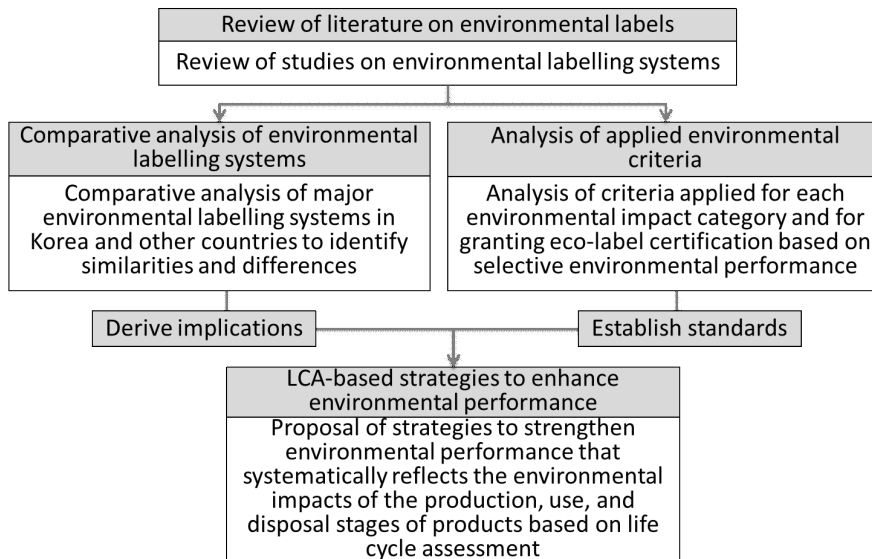 Review of literature on environmental labels
Review of studies on environmental labelling systems
Comparative analysis of environmental
labelling systems
Comparative analysis of major
environmental labelling systems in
Korea and other countries to identify
similarities and differences
Analysis of applied environmental
criteria
Analysis of criteria applied for each
environmental impact category and for
granting eco-label certification based on
selective environmental performance
Derive implications
Establish standards
LCA-based strategies to enhance
environmental performance
Proposal of strategies to strengthen
environmental performance that
systematically reflects the environmental
impacts of the production, use, and
disposal stages of products based on life
cycle assessment